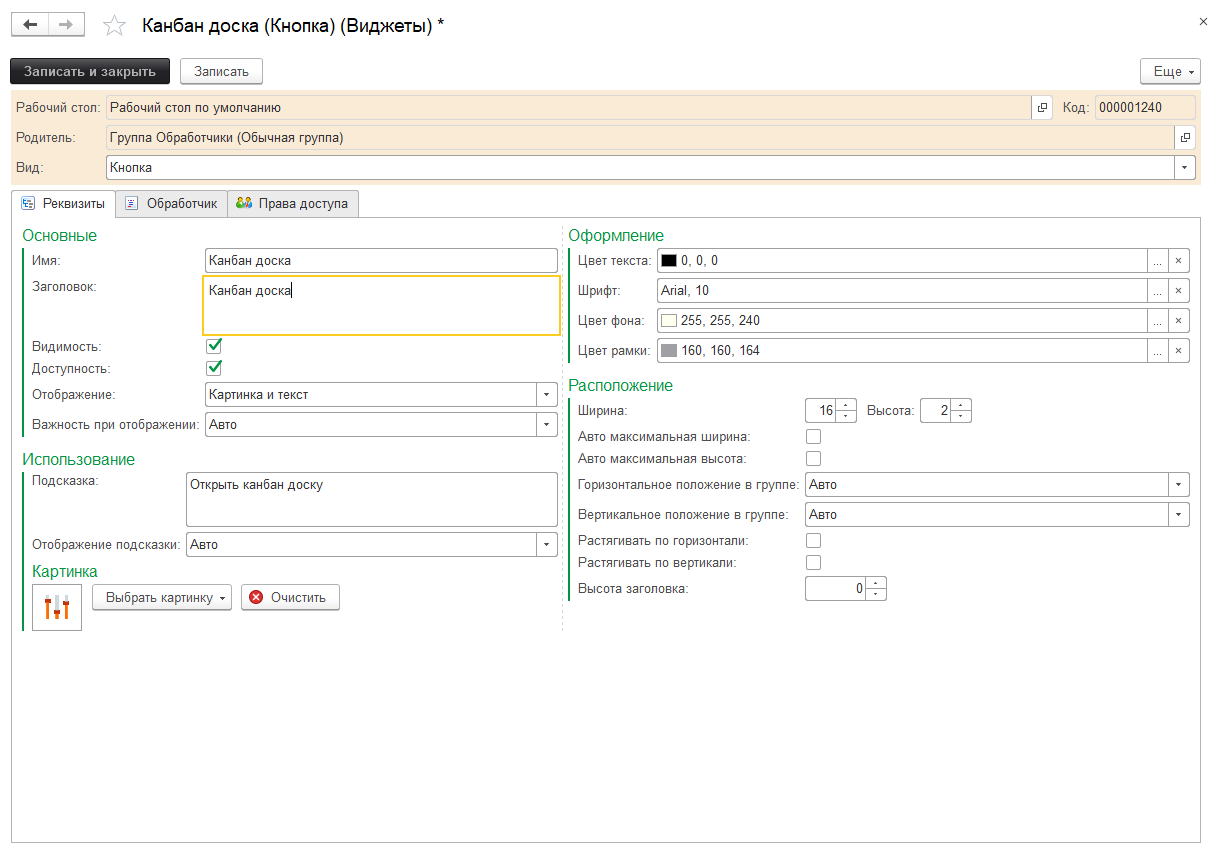 Канбан доска (Кнопка) (Виджеты) *
Записать и закрыть
Записать
Еще
Рабочий стол: Рабочий стол по умолчанию
Код: 000001240
Родитель: Группа Обработчики (Обычная группа)
Вид: Кнопка
Реквизиты
Обработчик
Права доступа
Основные
Имя: Канбан доска
Заголовок: Канбан доска
Видимость:
Доступность:
Отображение: Картинка и текст
Важность при отображении: Авто
Использование
Подсказка: Открыть канбан доску
Отображение подсказки: Авто
Картинка
Выбрать картинку
Очистить
Оформление
Цвет текста: 0, 0, 0 ... ×
Шрифт: Arial, 10 ... ×
Цвет фона: 255, 255, 240 ... ×
Цвет рамки: 160, 160, 164 ... ×
Расположение
Ширина: 16 Высота: 2
Авто максимальная ширина:
Авто максимальная высота:
Горизонтальное положение в группе: Авто
Вертикальное положение в группе: Авто
Растягивать по горизонтали:
Растягивать по вертикали:
Высота заголовка: 0